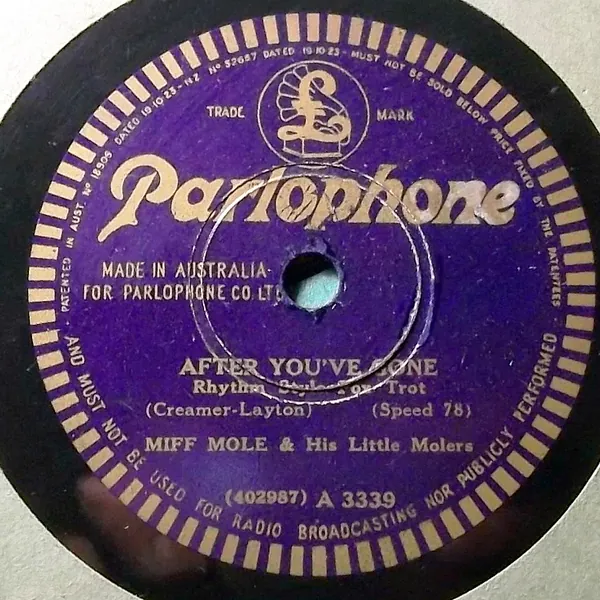 PATENTED IN AUST. Nº 18909 DATED 19·10·23·N·Z Nº 52657 DATED 19·10·23 - MUST NOT BE SOLD BELOW PRICE FIXED BY THE PATENTEES
TRADE £ MARK
Parlophone
MADE IN AUSTRALIA-
FOR PARLOPHONE CO. LTD
AFTER YOU'VE GONE
Rhythm Style Fox Trot
(Creamer-Layton) (Speed 78)
MIFF MOLE & His Little Molers
(402987) A 3339
AND MUST NOT BE USED FOR RADIO BROADCASTING NOR PUBLICLY PERFORMED